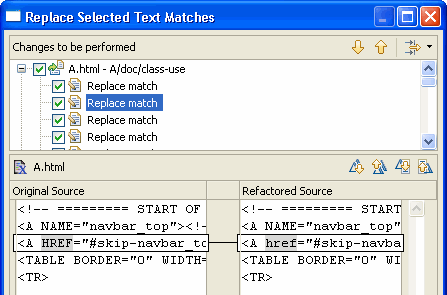 Replace Selected Text Matches
Changes to be performed
A.html - A/doc/class-use
Replace match
Replace match
Replace match
Replace match
A.html
Original Source
Refactored Source
<!-- ========= START OF
<!-- ========= START
<A NAME="navbar_top"><!-
<A NAME="navbar_top"
<A HREF="#skip-navbar_to
<A href="#skip-navba
<TABLE BORDER="0" WIDTH=
<TABLE BORDER="0" WI
<TR>
<TR>